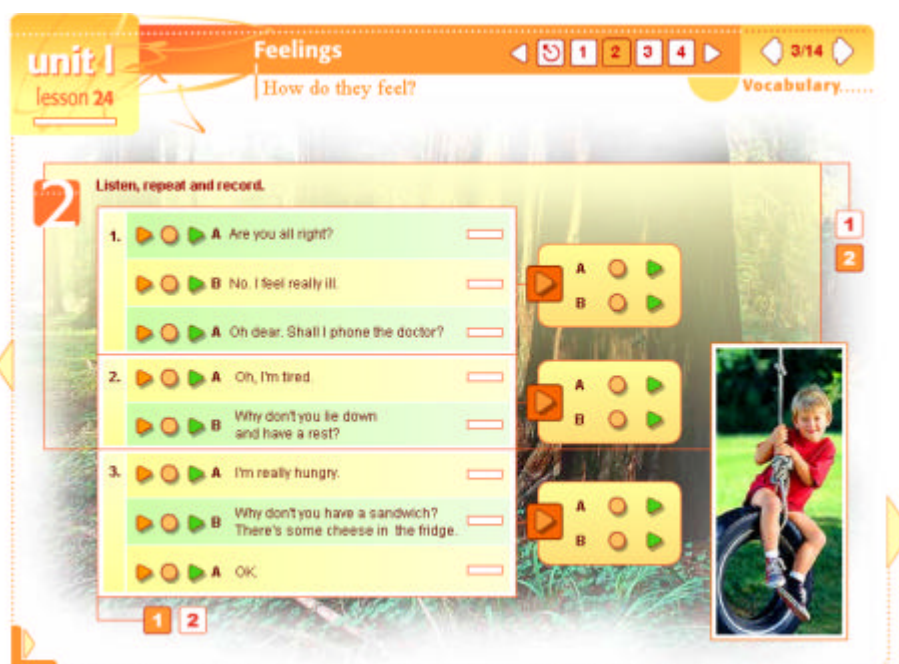 unit 1
lesson 24
Feelings
How do they feel?
1 2 3 4
3/14
Vocabulary......
2
Listen, repeat and record.
1. A Are you all right?
B No. I feel really ill.
A Oh dear. Shall I phone the doctor?
2. A Oh, I'm tired.
B Why don't you lie down
and have a rest?
3. A I'm really hungry.
B Why don't you have a sandwich?
There's some cheese in the fridge.
A OK.
A
B
A
B
A
B
1
2
1 2